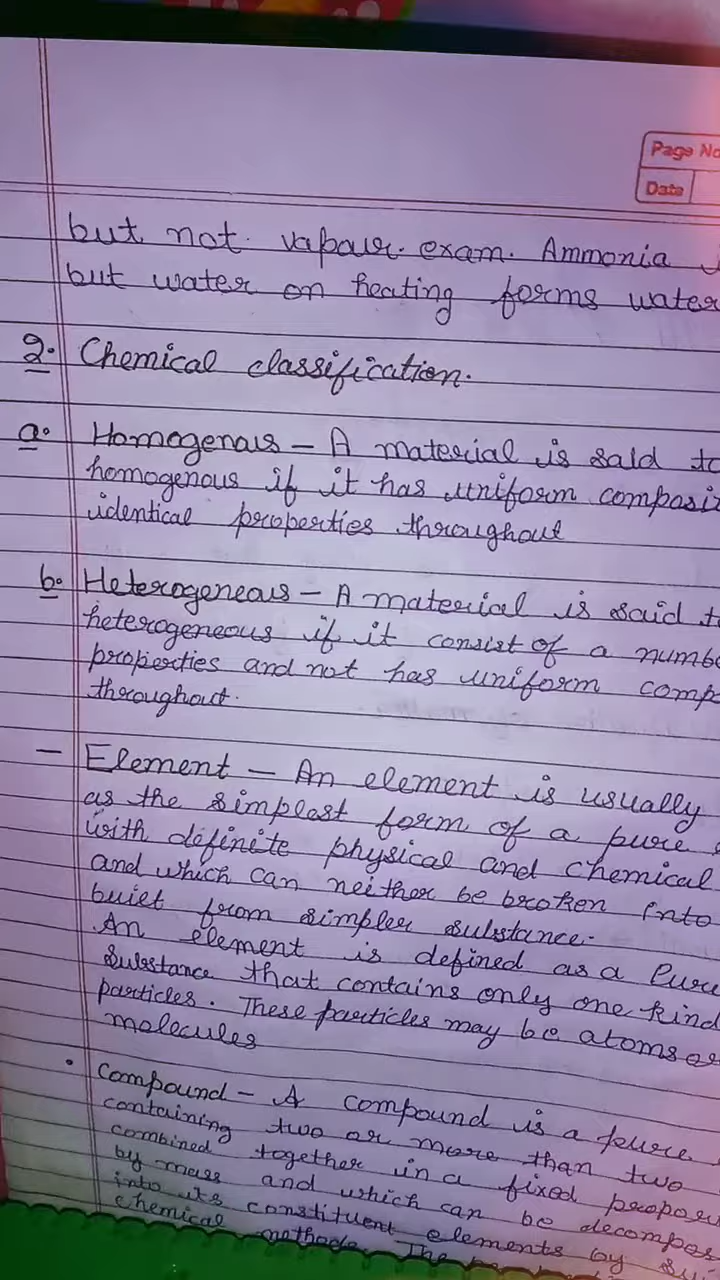 Page No
Date
but not vapour. exam. Ammonia
but water on heating forms water
2. Chemical classification.
a. Homogenous - A material is said to
homogenous if it has uniform composi
identical properties throughout
b. Heterogeneous - A material is said t
heterogeneous if it consist of a numbe
properties and not has uniform comp
throughout.
- Element - An element is usually
as the simplest form of a pure
with definite physical and chemical
and which can neither be broken into
built from simpler substance.
An element is defined as a Pure
substance that contains only one kind
particles. These particles may be atoms or
molecules
• Compound - A compound is a pure
containing two or more than two
combined together in a fixed propor
by mass and which can be decompos
into its constituent elements by su
chemical methods. The